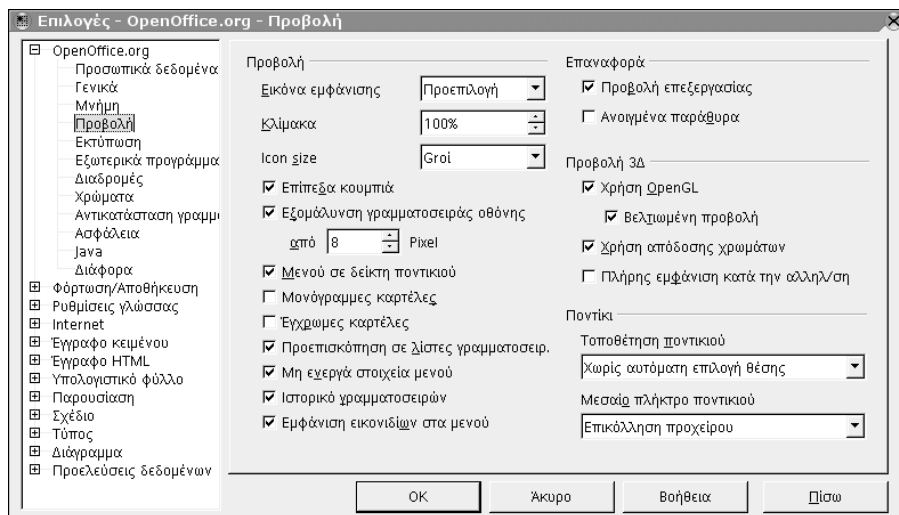 Επιλογές - OpenOffice.org - Προβολή
OpenOffice.org
Προσωπικά δεδομένα
Γενικά
Μνήμη
Προβολή
Εκτύπωση
Εξωτερικά προγράμμα
Διαδρομές
Χρώματα
Αντικατάσταση γραμμ
Ασφάλεια
Java
Διάφορα
Φόρτωση/Αποθήκευση
Ρυθμίσεις γλώσσας
Internet
Έγγραφο κειμένου
Έγγραφο HTML
Υπολογιστικό φύλλο
Παρουσίαση
Σχέδιο
Τύπος
Διάγραμμα
Προελεύσεις δεδομένων
Προβολή
Εικόνα εμφάνισης Προεπιλογή
Κλίμακα 100%
Icon size Groi
Επίπεδα κουμπιά
Εξομάλυνση γραμματοσειράς οθόνης
από 8 Pixel
Μενού σε δείκτη ποντικιού
Μονόγραμμες καρτέλες
Έγχρωμες καρτέλες
Προεπισκόπηση σε λίστες γραμματοσειρ.
Μη ενεργά στοιχεία μενού
Ιστορικό γραμματοσειρών
Εμφάνιση εικονιδίων στα μενού
Επαναφορά
Προβολή επεξεργασίας
Ανοιγμένα παράθυρα
Προβολή 3Δ
Χρήση OpenGL
Βελτιωμένη προβολή
Χρήση απόδοσης χρωμάτων
Πλήρης εμφάνιση κατά την αλληλ/ση
Ποντίκι
Τοποθέτηση ποντικιού
Χωρίς αυτόματη επιλογή θέσης
Μεσαίο πλήκτρο ποντικιού
Επικόλληση προχείρου
OK Άκυρο Βοήθεια Πίσω